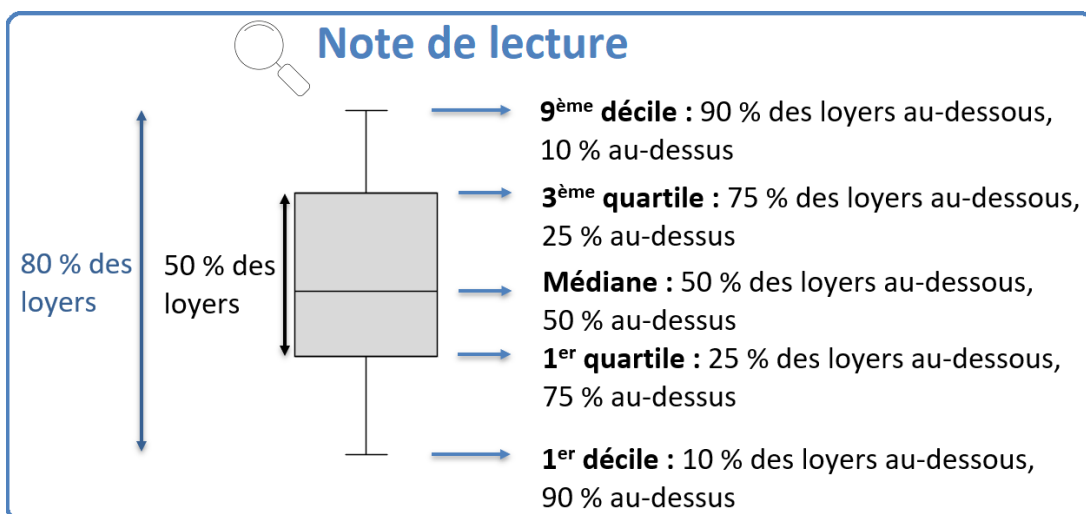 Note de lecture
9ème décile : 90 % des loyers au-dessous,
10 % au-dessus
3ème quartile : 75 % des loyers au-dessous,
25 % au-dessus
80 % des
loyers
50 % des
loyers
Médiane : 50 % des loyers au-dessous,
50 % au-dessus
1er quartile : 25 % des loyers au-dessous,
75 % au-dessus
1er décile : 10 % des loyers au-dessous,
90 % au-dessus